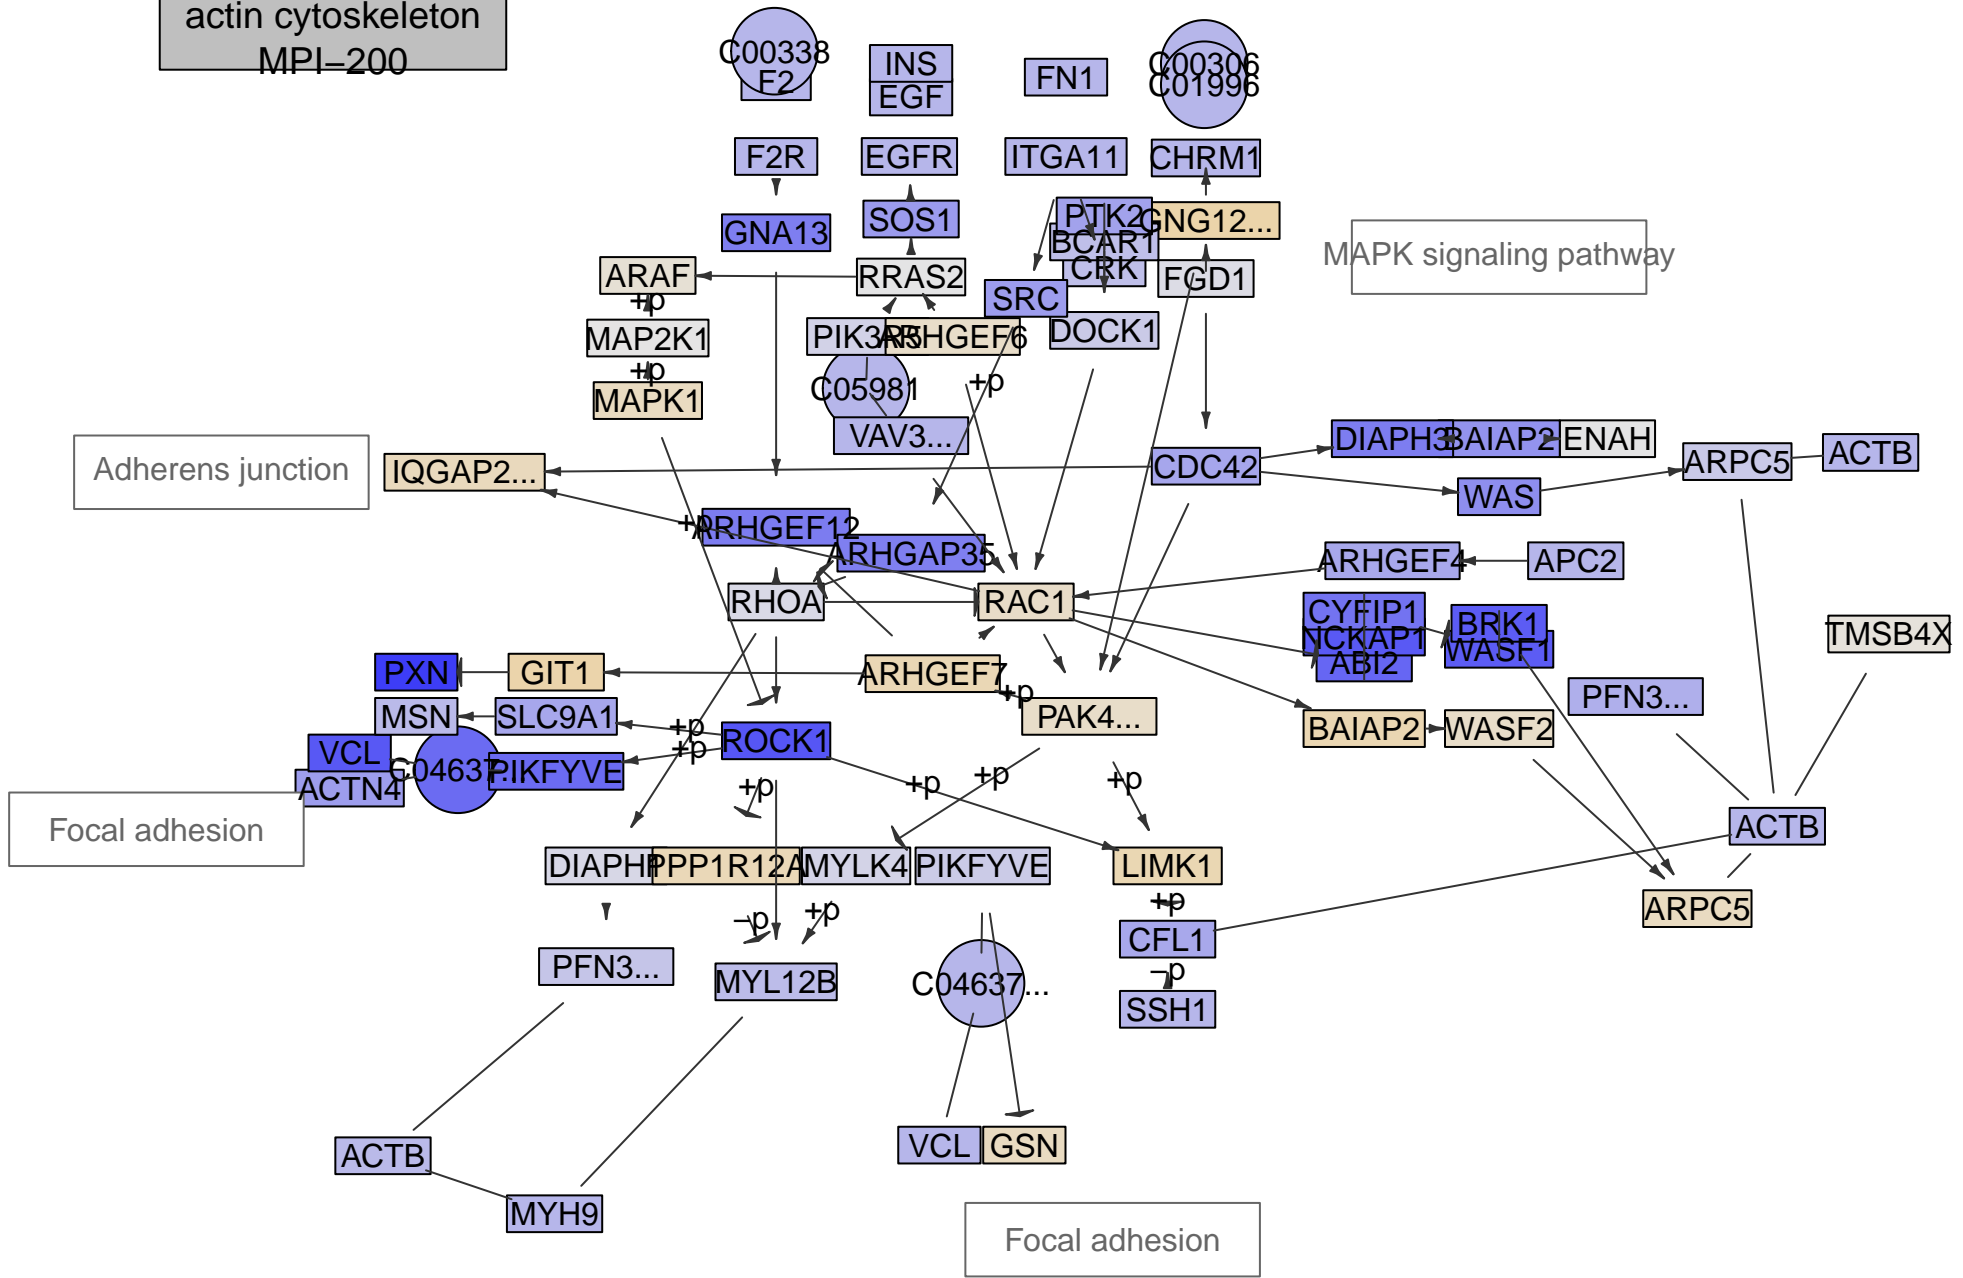 actin cytoskeleton
MPI−200
C00338
F2
INS
EGF
FN1
C00306
C01996
F2R
EGFR
ITGA11
CHRM1
GNA13
SOS1
PTK2
GNG12...
BCAR1
CRK
FGD1
MAPK signaling pathway
ARAF
RRAS2
SRC
+p
MAP2K1
ARHGEF6
DOCK1
+p
MAPK1
C05981
+p
VAV3...
Adherens junction
IQGAP2...
CDC42
DIAPH3
BAIAP2
ENAH
ARPC5
ACTB
WAS
+p
ARHGEF12
ARHGAP35
ARHGEF4
APC2
RHOA
RAC1
CYFIP1
NCKAP1
ABI2
BRK1
WASF1
TMSB4X
PXN
GIT1
ARHGEF7
+p
PFN3...
MSN
SLC9A1
+p
PAK4...
BAIAP2
WASF2
VCL
C04637...
PIKFYVE
+p
ROCK1
ACTN4
+p
+p
+p
+p
Focal adhesion
ACTB
PPP1R12A
MYLK4
PIKFYVE
LIMK1
−p
+p
+p
ARPC5
CFL1
PFN3...
MYL12B
C04637...
−p
SSH1
ACTB
VCL
GSN
MYH9
Focal adhesion